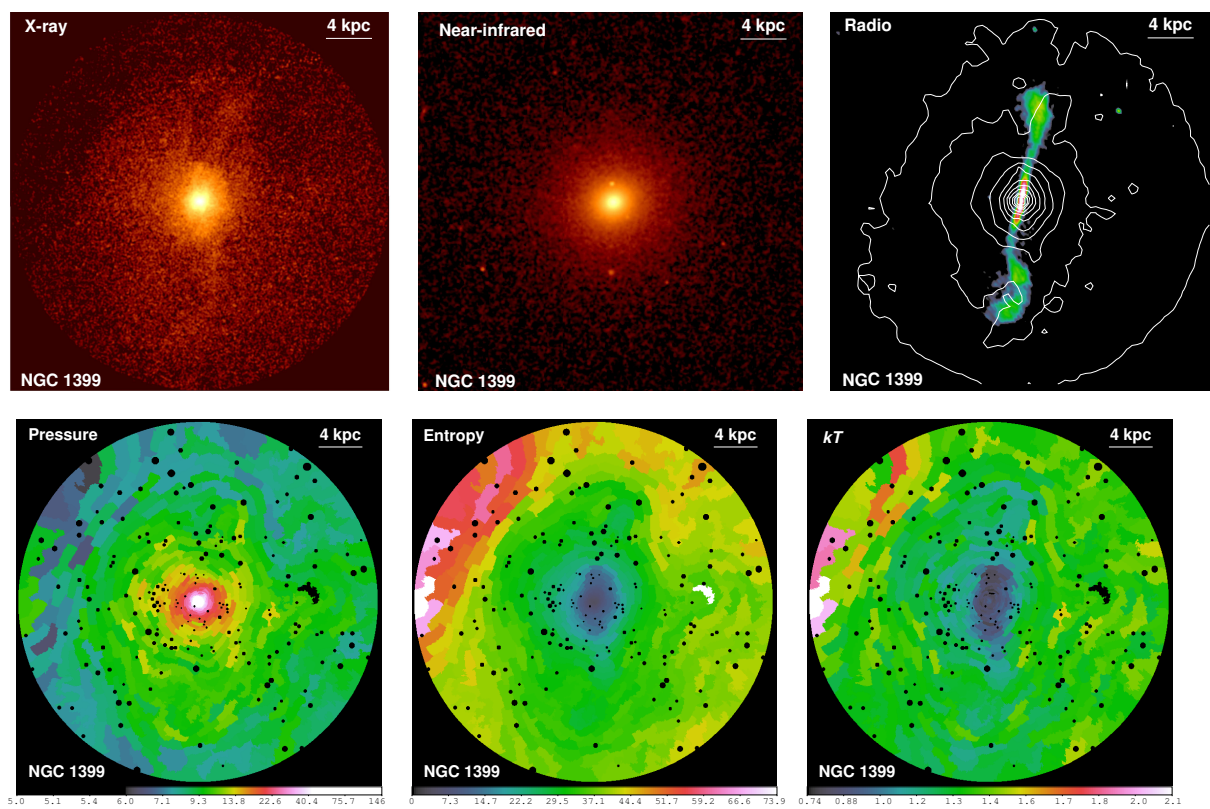 X-ray 4 kpc
NGC 1399
Near-infrared 4 kpc
NGC 1399
Radio 4 kpc
NGC 1399
Pressure 4 kpc
NGC 1399
5.0 5.1 5.4 6.0 7.1 9.3 13.8 22.6 40.4 75.7 146
Entropy 4 kpc
NGC 1399
0 7.3 14.7 22.2 29.5 37.1 44.4 51.7 59.2 66.6 73.9
kT 4 kpc
NGC 1399
0.74 0.88 1.0 1.2 1.3 1.4 1.6 1.7 1.8 2.0 2.1